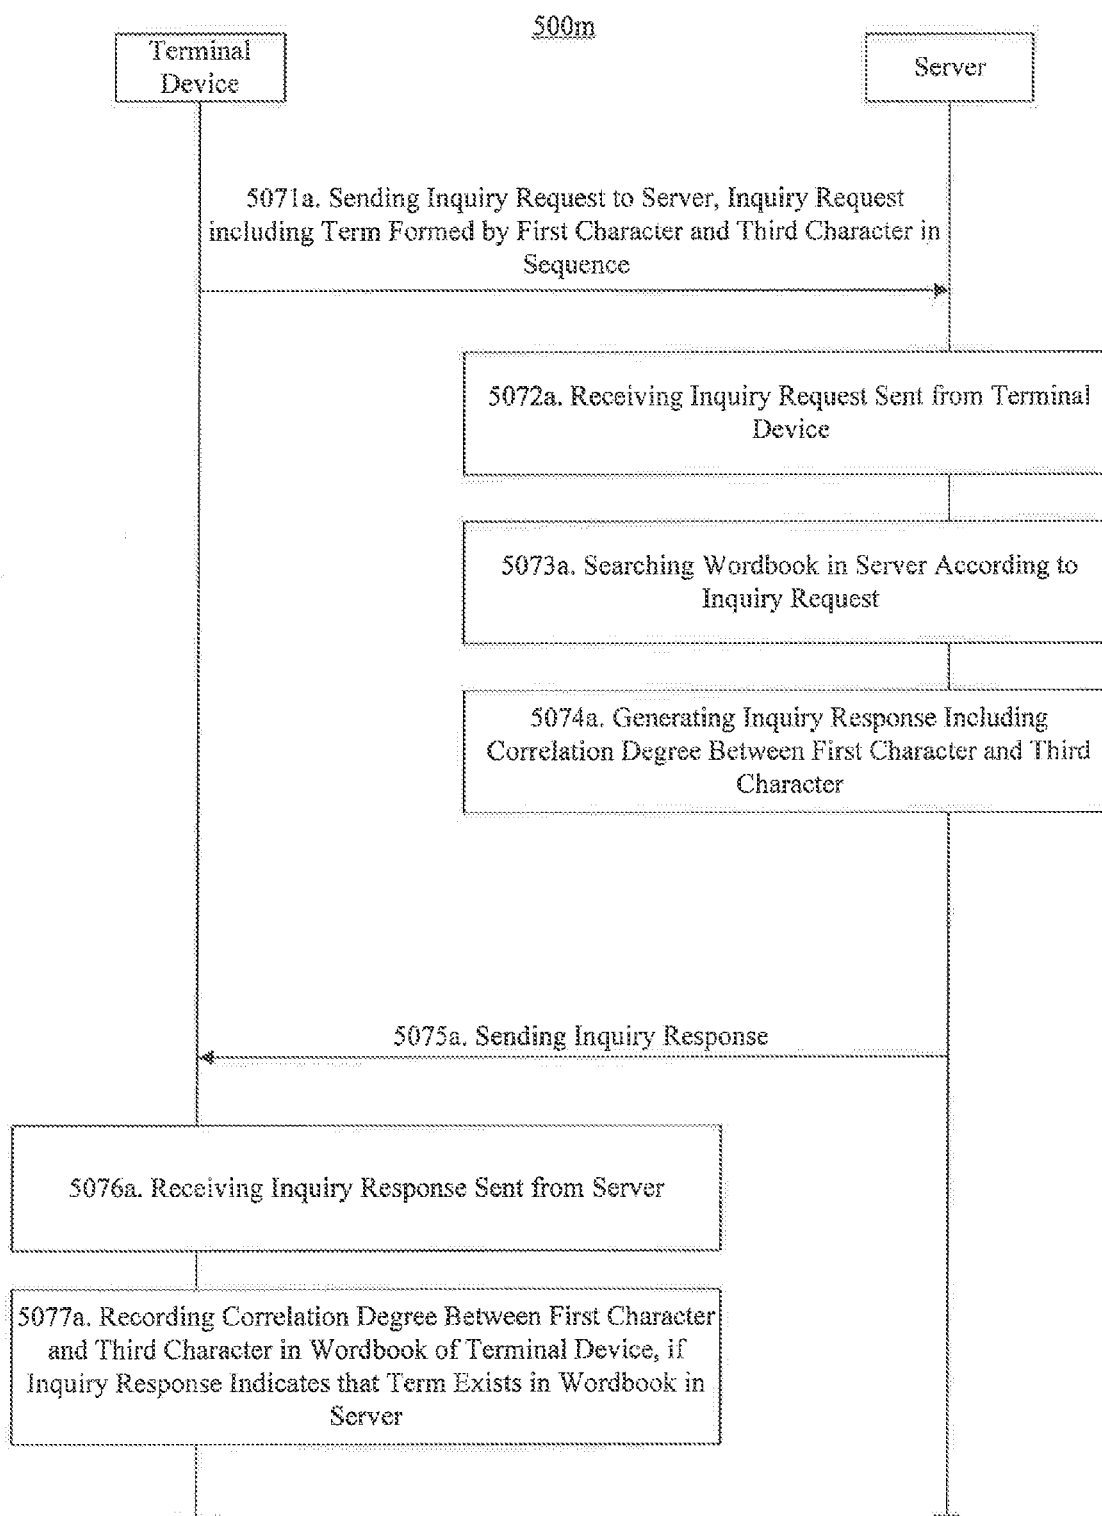 500m
Terminal
Device
Server
5071a. Sending Inquiry Request to Server, Inquiry Request
including Term Formed by First Character and Third Character in
Sequence
5072a. Receiving Inquiry Request Sent from Terminal
Device
5073a. Searching Wordbook in Server According to
Inquiry Request
5074a. Generating Inquiry Response Including
Correlation Degree Between First Character and Third
Character
5075a. Sending Inquiry Response
5076a. Receiving Inquiry Response Sent from Server
5077a. Recording Correlation Degree Between First Character
and Third Character in Wordbook of Terminal Device, if
Inquiry Response Indicates that Term Exists in Wordbook in
Server